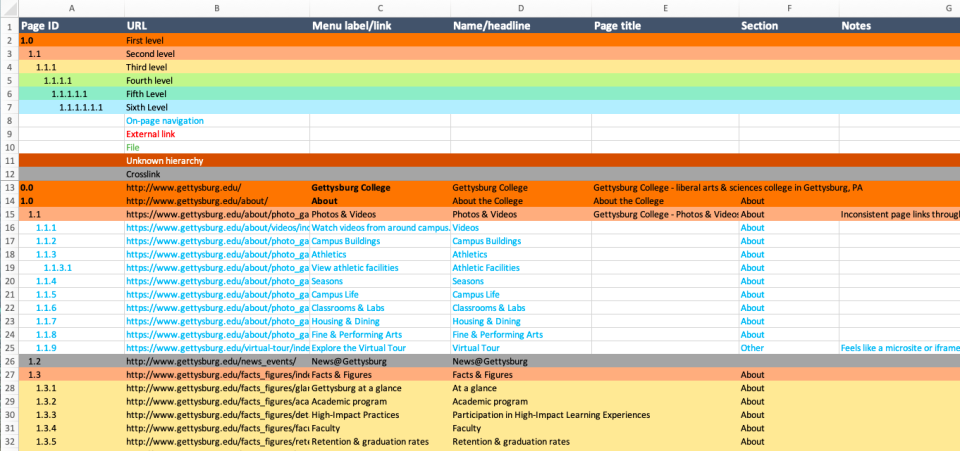 A B C D E F G
1 Page ID URL Menu label/link Name/headline Page title Section Notes
2 1.0 First level
3 1.1 Second level
4 1.1.1 Third level
5 1.1.1.1 Fourth level
6 1.1.1.1.1 Fifth Level
7 1.1.1.1.1.1 Sixth Level
8 On-page navigation
9 External link
10 File
11 Unknown hierarchy
12 Crosslink
13 0.0 http://www.gettysburg.edu/ Gettysburg College Gettysburg College Gettysburg College - liberal arts & sciences college in Gettysburg, PA
14 1.0 http://www.gettysburg.edu/about/ About About the College About the College About
15 1.1 https://www.gettysburg.edu/about/photo_ga Photos & Videos Photos & Videos Gettysburg College - Photos & Videos About Inconsistent page links throug
16 1.1.1 https://www.gettysburg.edu/about/videos/ind Watch videos from around campus. Videos About
17 1.1.2 https://www.gettysburg.edu/about/photo_ga Campus Buildings Campus Buildings About
18 1.1.3 https://www.gettysburg.edu/about/photo_ga Athletics Athletics About
19 1.1.3.1 https://www.gettysburg.edu/about/photo_ga View athletic facilities Athletic Facilities About
20 1.1.4 https://www.gettysburg.edu/about/photo_ga Seasons Seasons About
21 1.1.5 https://www.gettysburg.edu/about/photo_ga Campus Life Campus Life About
22 1.1.6 https://www.gettysburg.edu/about/photo_ga Classrooms & Labs Classrooms & Labs About
23 1.1.7 https://www.gettysburg.edu/about/photo_ga Housing & Dining Housing & Dining About
24 1.1.8 https://www.gettysburg.edu/about/photo_ga Fine & Performing Arts Fine & Performing Arts About
25 1.1.9 https://www.gettysburg.edu/virtual-tour/inde Explore the Virtual Tour Virtual Tour Other Feels like a microsite or iframe
26 1.2 http://www.gettysburg.edu/news_events/ News@Gettysburg News@Gettysburg
27 1.3 http://www.gettysburg.edu/facts_figures/ind Facts & Figures Facts & Figures About
28 1.3.1 http://www.gettysburg.edu/facts_figures/gla Gettysburg at a glance At a glance About
29 1.3.2 http://www.gettysburg.edu/facts_figures/aca Academic program Academic program About
30 1.3.3 http://www.gettysburg.edu/facts_figures/det High-Impact Practices Participation in High-Impact Learning Experiences About
31 1.3.4 http://www.gettysburg.edu/facts_figures/facu Faculty Faculty About
32 1.3.5 http://www.gettysburg.edu/facts_figures/rete Retention & graduation rates Retention & graduation rates About